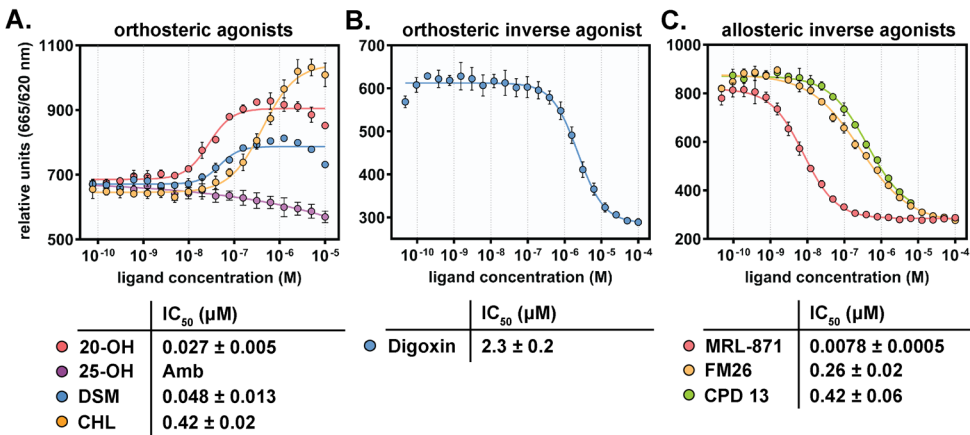 A.
orthosteric agonists
relative units (665/620 nm)
1100
900
700
500
10⁻¹⁰ 10⁻⁹ 10⁻⁸ 10⁻⁷ 10⁻⁶ 10⁻⁵
ligand concentration (M)
IC₅₀ (μM)
20-OH 0.027 ± 0.005
25-OH Amb
DSM 0.048 ± 0.013
CHL 0.42 ± 0.02
B.
orthosteric inverse agonist
700
600
500
400
300
10⁻¹⁰ 10⁻⁹ 10⁻⁸ 10⁻⁷ 10⁻⁶ 10⁻⁵ 10⁻⁴
ligand concentration (M)
IC₅₀ (μM)
Digoxin 2.3 ± 0.2
C.
allosteric inverse agonists
1000
800
600
400
200
10⁻¹⁰ 10⁻⁹ 10⁻⁸ 10⁻⁷ 10⁻⁶ 10⁻⁵ 10⁻⁴
ligand concentration (M)
IC₅₀ (μM)
MRL-871 0.0078 ± 0.0005
FM26 0.26 ± 0.02
CPD 13 0.42 ± 0.06